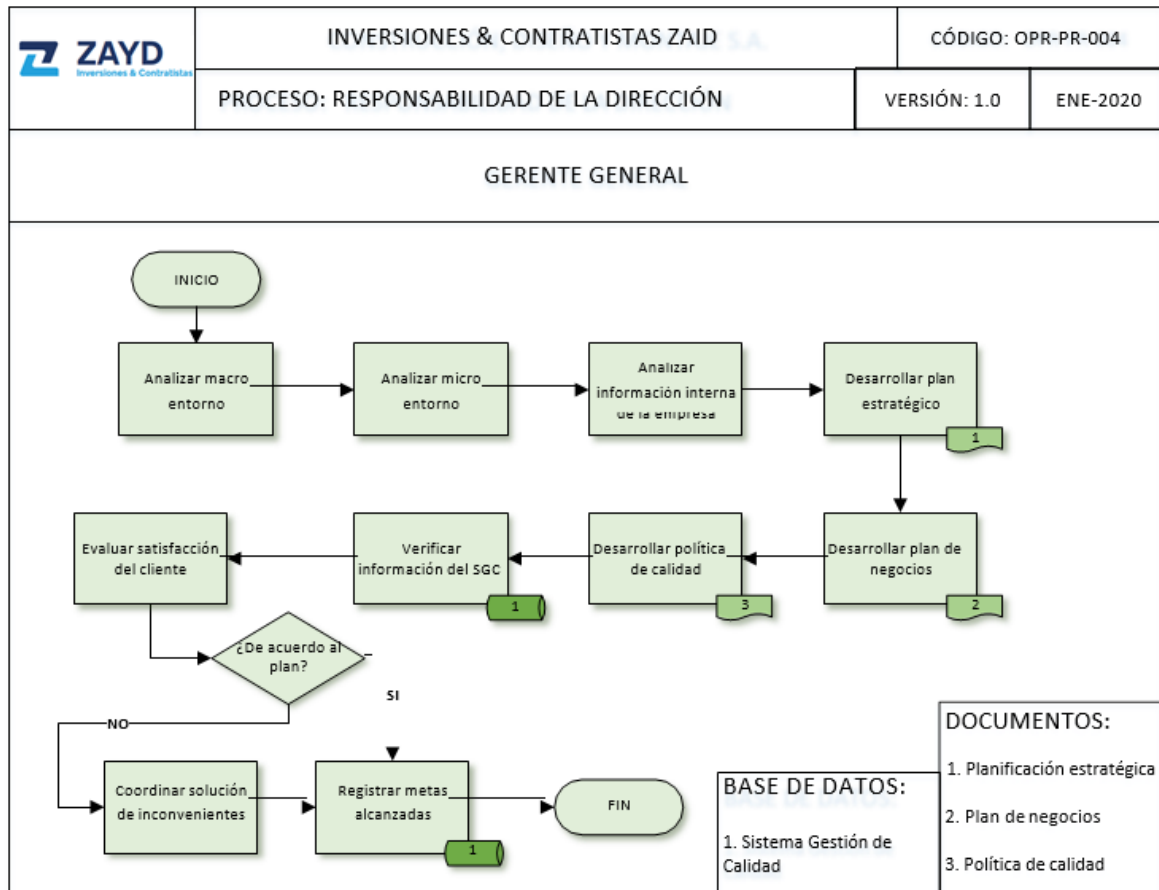 ZAYD
Inversiones & Contratistas
INVERSIONES & CONTRATISTAS ZAID
CÓDIGO: OPR-PR-004
PROCESO: RESPONSABILIDAD DE LA DIRECCIÓN
VERSIÓN: 1.0
ENE-2020
GERENTE GENERAL
INICIO
Analizar macro
entorno
Analizar micro
entorno
Analizar
información interna
de la empresa
Desarrollar plan
estratégico
1
Evaluar satisfacción
del cliente
Verificar
información del SGC
1
Desarrollar política
de calidad
3
Desarrollar plan de
negocios
2
¿De acuerdo al
plan?
SI
NO
Coordinar solución
de inconvenientes
Registrar metas
alcanzadas
1
FIN
BASE DE DATOS:
1. Sistema Gestión de
Calidad
DOCUMENTOS:
1. Planificación estratégica
2. Plan de negocios
3. Política de calidad